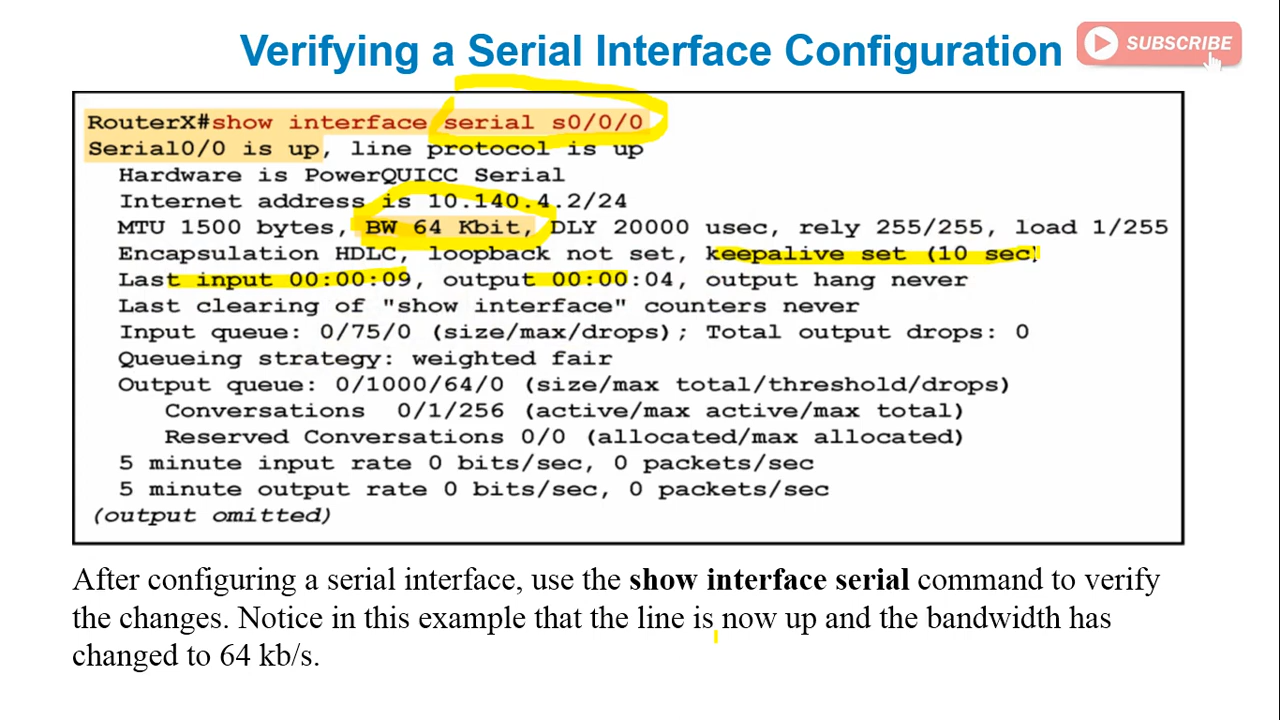 Verifying a Serial Interface Configuration
SUBSCRIBE
RouterX#show interface serial s0/0/0
Serial0/0 is up, line protocol is up
Hardware is PowerQUICC Serial
Internet address is 10.140.4.2/24
MTU 1500 bytes, BW 64 Kbit, DLY 20000 usec, rely 255/255, load 1/255
Encapsulation HDLC, loopback not set, keepalive set (10 sec)
Last input 00:00:09, output 00:00:04, output hang never
Last clearing of "show interface" counters never
Input queue: 0/75/0 (size/max/drops); Total output drops: 0
Queueing strategy: weighted fair
Output queue: 0/1000/64/0 (size/max total/threshold/drops)
Conversations 0/1/256 (active/max active/max total)
Reserved Conversations 0/0 (allocated/max allocated)
5 minute input rate 0 bits/sec, 0 packets/sec
5 minute output rate 0 bits/sec, 0 packets/sec
(output omitted)
After configuring a serial interface, use the show interface serial command to verify
the changes. Notice in this example that the line is now up and the bandwidth has
changed to 64 kb/s.